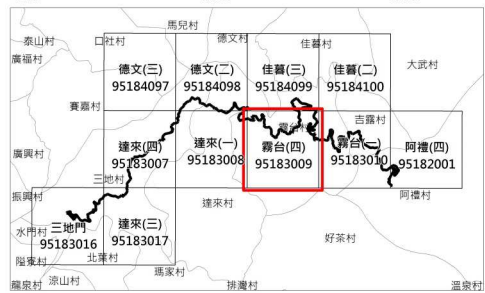 馬兒村
泰山村
口社村
德文村
佳暮村
廣福村
德文(三)
95184097
德文(二)
95184098
佳暮(三)
95184099
佳暮(二)
95184100
大武村
賽嘉村
吉露村
霧台村
廣興村
達來(四)
95183007
達來(一)
95183008
霧台(四)
95183009
95183010
阿禮(四)
95182001
三地村
振興村
達來村
阿禮村
水門村
三地門
95183016
達來(三)
95183017
好茶村
隘寮村
北葉村
瑪家村
龍泉村
涼山村
排灣村
溫泉村